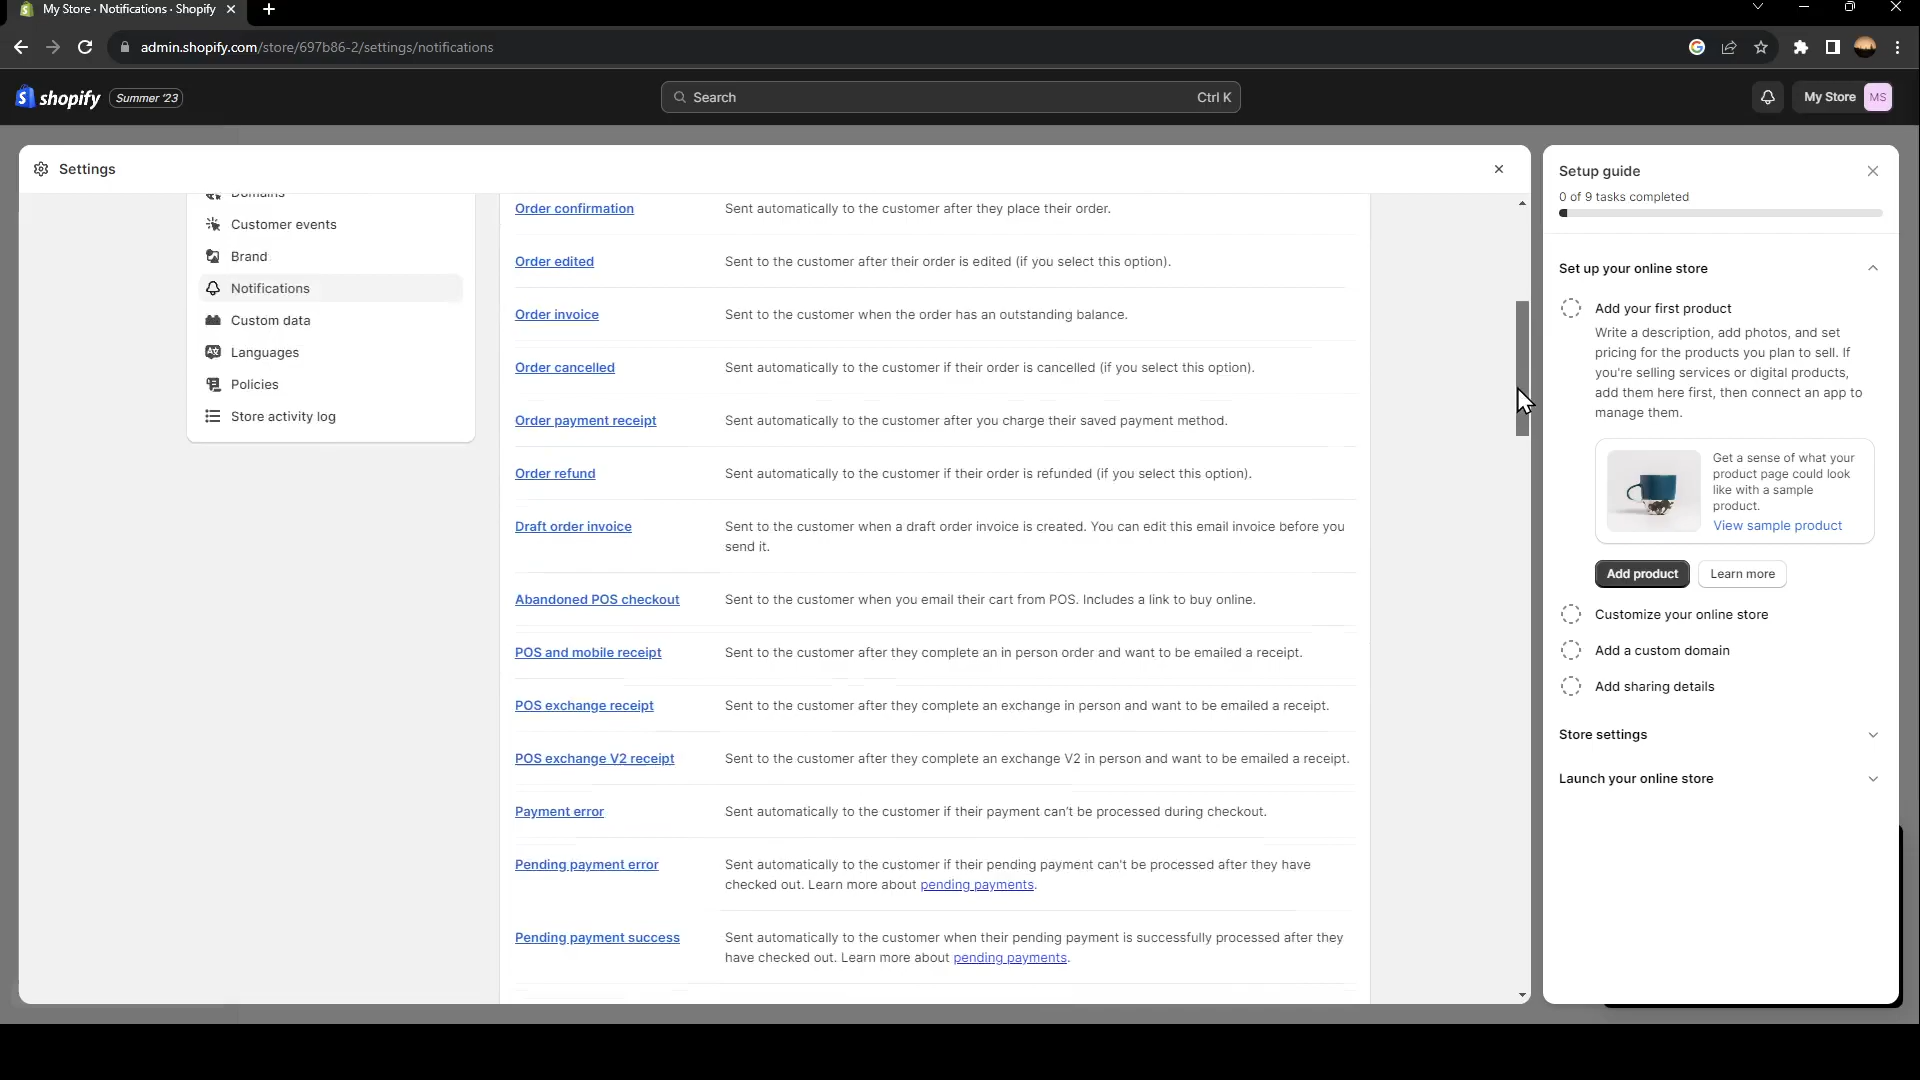 My Store · Notifications · Shopify
admin.shopify.com/store/697b86-2/settings/notifications
shopify
Summer '23
Search
Ctrl K
My Store
MS
Settings
Domains
Customer events
Brand
Notifications
Custom data
Languages
Policies
Store activity log
Order confirmation
Sent automatically to the customer after they place their order.
Order edited
Sent to the customer after their order is edited (if you select this option).
Order invoice
Sent to the customer when the order has an outstanding balance.
Order cancelled
Sent automatically to the customer if their order is cancelled (if you select this option).
Order payment receipt
Sent automatically to the customer after you charge their saved payment method.
Order refund
Sent automatically to the customer if their order is refunded (if you select this option).
Draft order invoice
Sent to the customer when a draft order invoice is created. You can edit this email invoice before you
send it.
Abandoned POS checkout
Sent to the customer when you email their cart from POS. Includes a link to buy online.
POS and mobile receipt
Sent to the customer after they complete an in person order and want to be emailed a receipt.
POS exchange receipt
Sent to the customer after they complete an exchange in person and want to be emailed a receipt.
POS exchange V2 receipt
Sent to the customer after they complete an exchange V2 in person and want to be emailed a receipt.
Payment error
Sent automatically to the customer if their payment can't be processed during checkout.
Pending payment error
Sent automatically to the customer if their pending payment can't be processed after they have
checked out. Learn more about pending payments.
Pending payment success
Sent automatically to the customer when their pending payment is successfully processed after they
have checked out. Learn more about pending payments.
Setup guide
0 of 9 tasks completed
Set up your online store
Add your first product
Write a description, add photos, and set
pricing for the products you plan to sell. If
you're selling services or digital products,
add them here first, then connect an app to
manage them.
Get a sense of what your
product page could look
like with a sample
product.
View sample product
Add product
Learn more
Customize your online store
Add a custom domain
Add sharing details
Store settings
Launch your online store